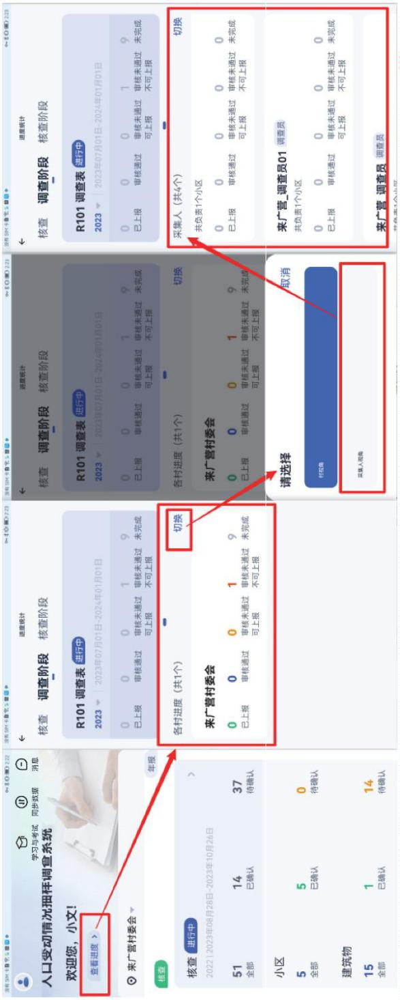 没有 SIM 卡
2:22
学习与考试
同步数据
消息
人口变动情况抽样调查系统
欢迎您，小文!
查看进度 >
来广营村委会
年报
核查
核查 进行中
2022 | 2023年08月28日-2023年10月26日
51 14 37
全部 已确认 待确认
小区
5 5 0
全部 已确认 待确认
建筑物
15 1 14
全部 已确认 待确认
没有 SIM 卡
2:23
进度统计
核查 调查阶段 核查阶段
R101 调查表 进行中
2023 | 2023年07月01日-2024年01月01日
0 0 0 1 9
已上报 审核通过 审核未通过 审核未通过 未完成
可上报 不可上报
各村进度（共1个） 切换
来广营村委会
0 0 0 1 9
已上报 审核通过 审核未通过 审核未通过 未完成
可上报 不可上报
没有 SIM 卡
2:23
进度统计
核查 调查阶段 核查阶段
R101 调查表 进行中
2023 | 2023年07月01日-2024年01月01日
0 0 0 1 9
已上报 审核通过 审核未通过 审核未通过 未完成
可上报 不可上报
各村进度（共1个） 切换
来广营村委会
0 0 0 1 9
已上报 审核通过 审核未通过 审核未通过 未完成
可上报 不可上报
请选择 取消
村视角
采集人视角
没有 SIM 卡
2:23
进度统计
核查 调查阶段 核查阶段
R101 调查表 进行中
2023 | 2023年07月01日-2024年01月01日
0 0 0 1 9
已上报 审核通过 审核未通过 审核未通过 未完成
可上报 不可上报
采集人（共4个） 切换
共负责1个小区
0 0 0 0 0
已上报 审核通过 审核未通过 审核未通过 未完成
可上报 不可上报
来广营_调查员01 调查员
共负责1个小区
0 0 0 0 0
已上报 审核通过 审核未通过 审核未通过 未完成
可上报 不可上报
来广营_调查员 调查员
共负责1个小区